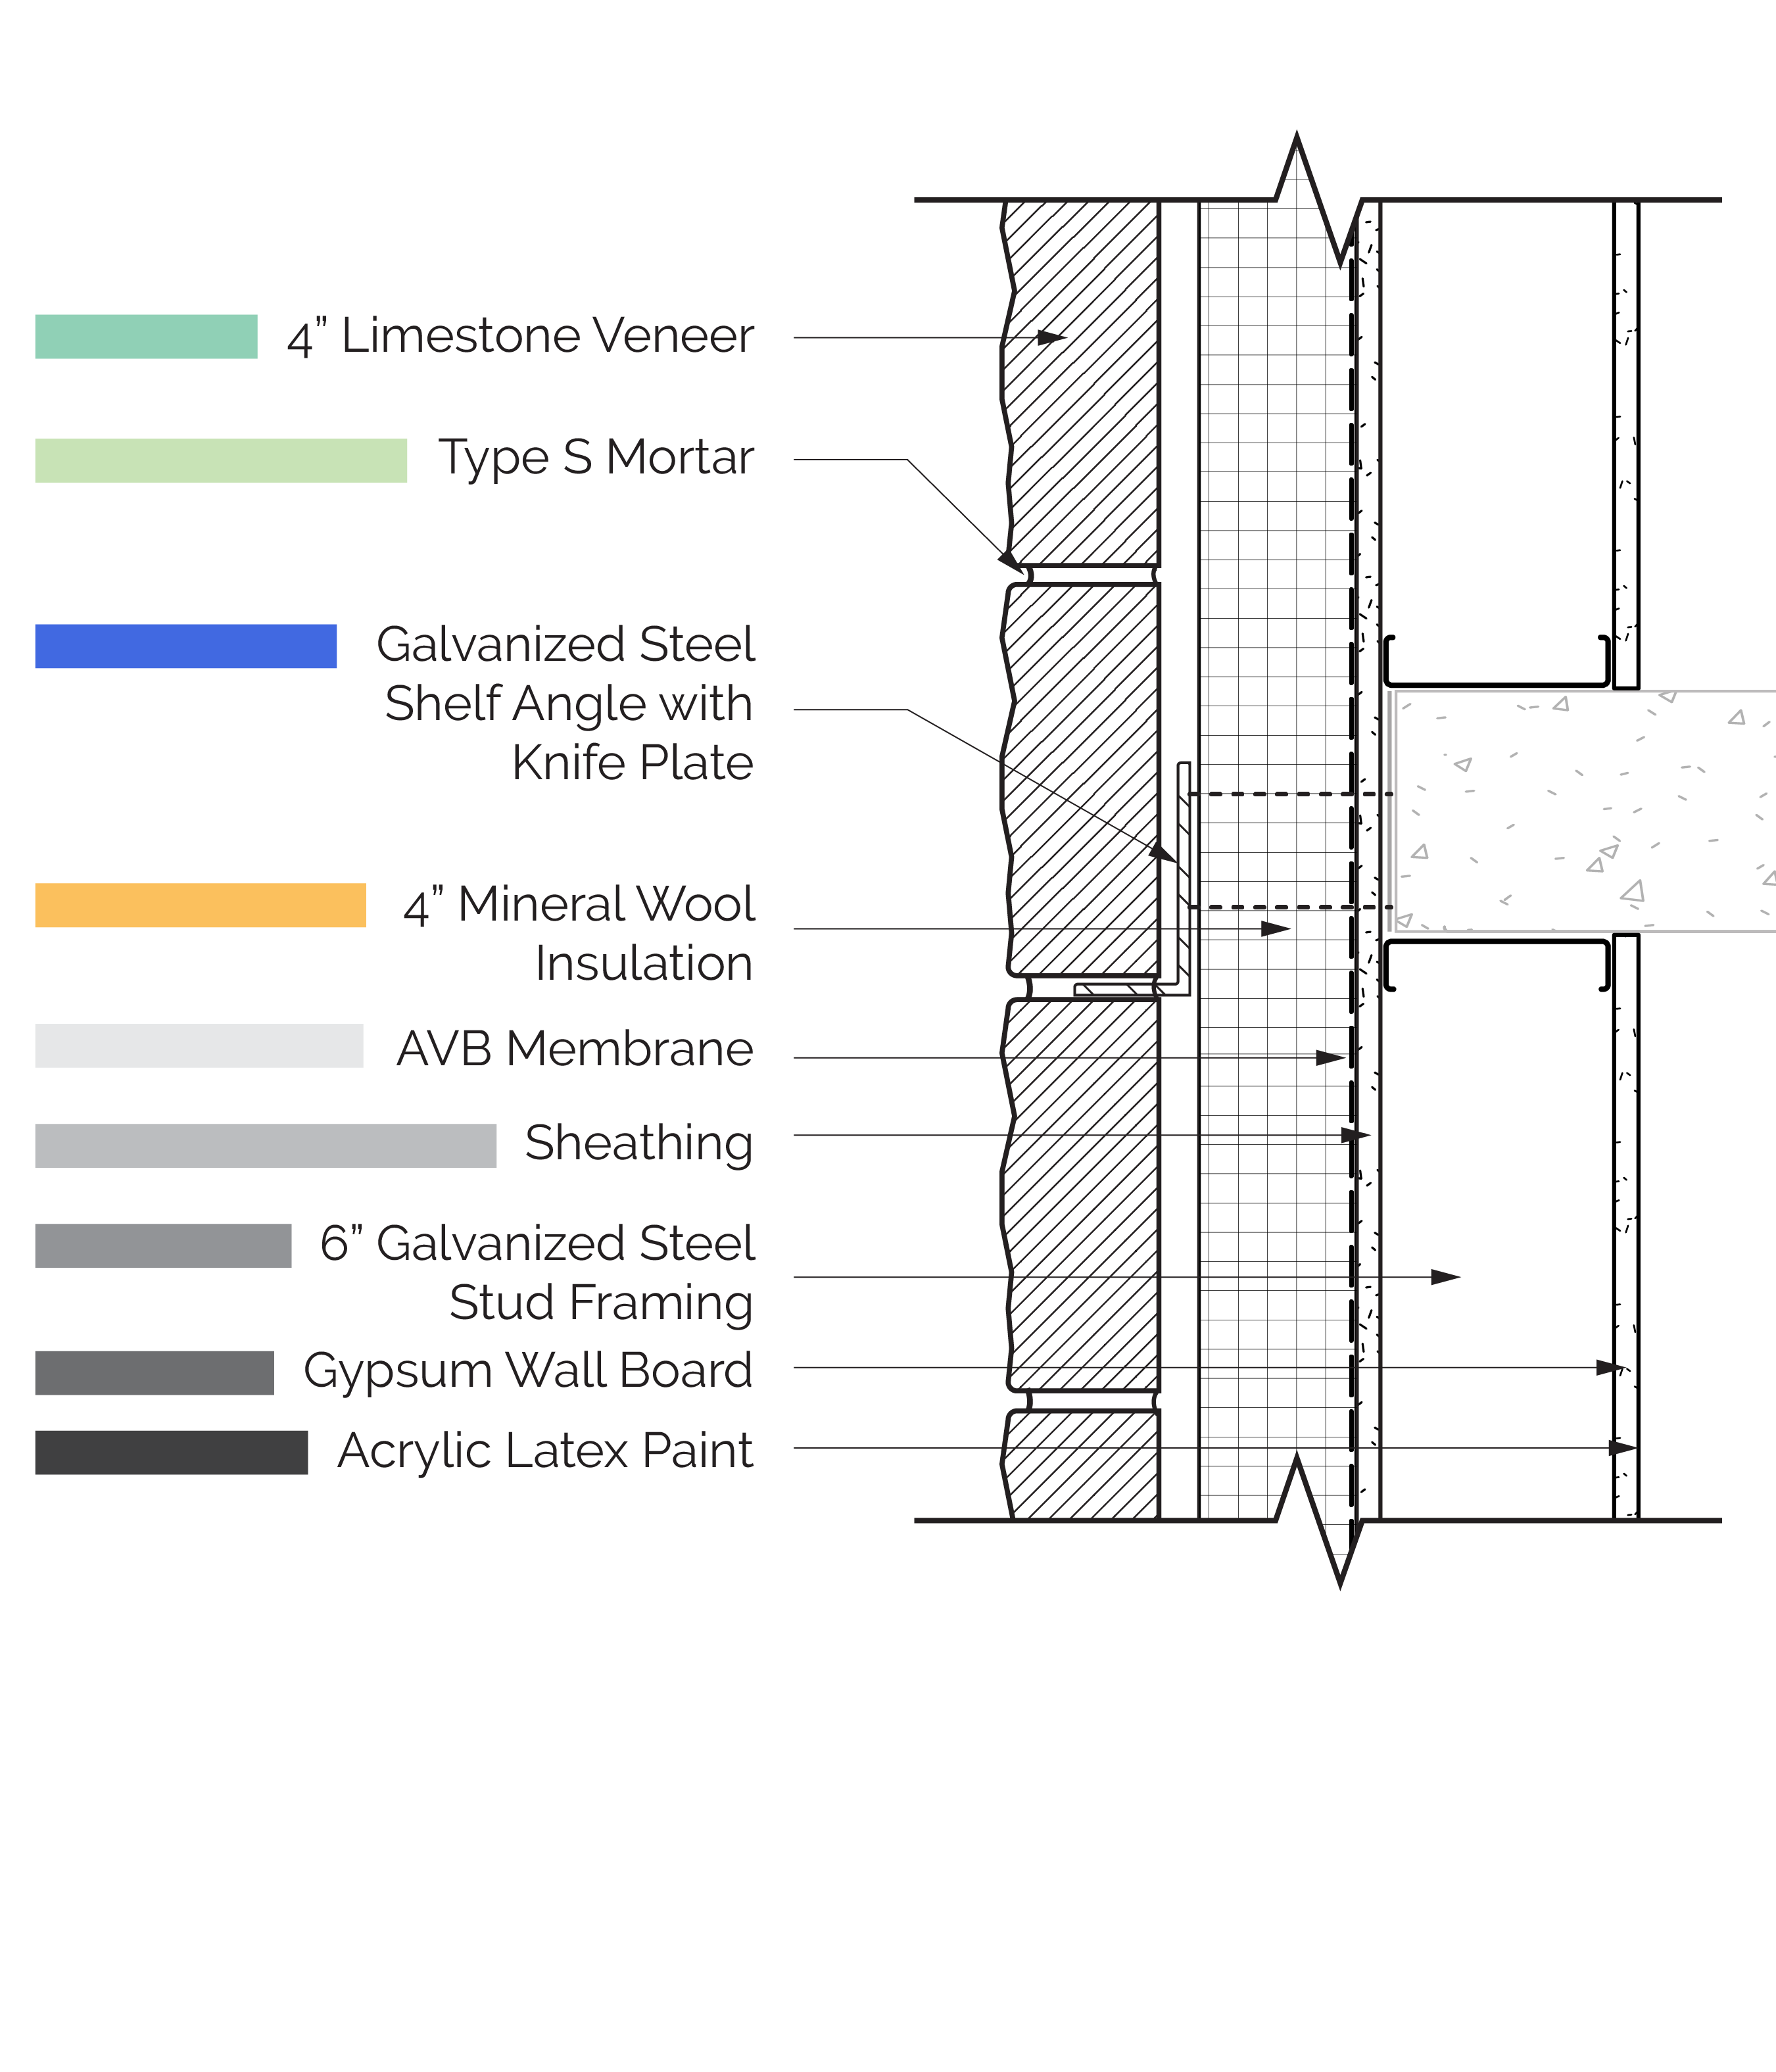 4” Limestone Veneer
Type S Mortar
Galvanized Steel
Shelf Angle with
Knife Plate
4” Mineral Wool
Insulation
AVB Membrane
Sheathing
6” Galvanized Steel
Stud Framing
Gypsum Wall Board
Acrylic Latex Paint